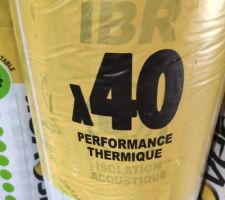 IBR
λ40
PERFORMANCE
THERMIQUE
ISOLATION
ACOUSTIQUE